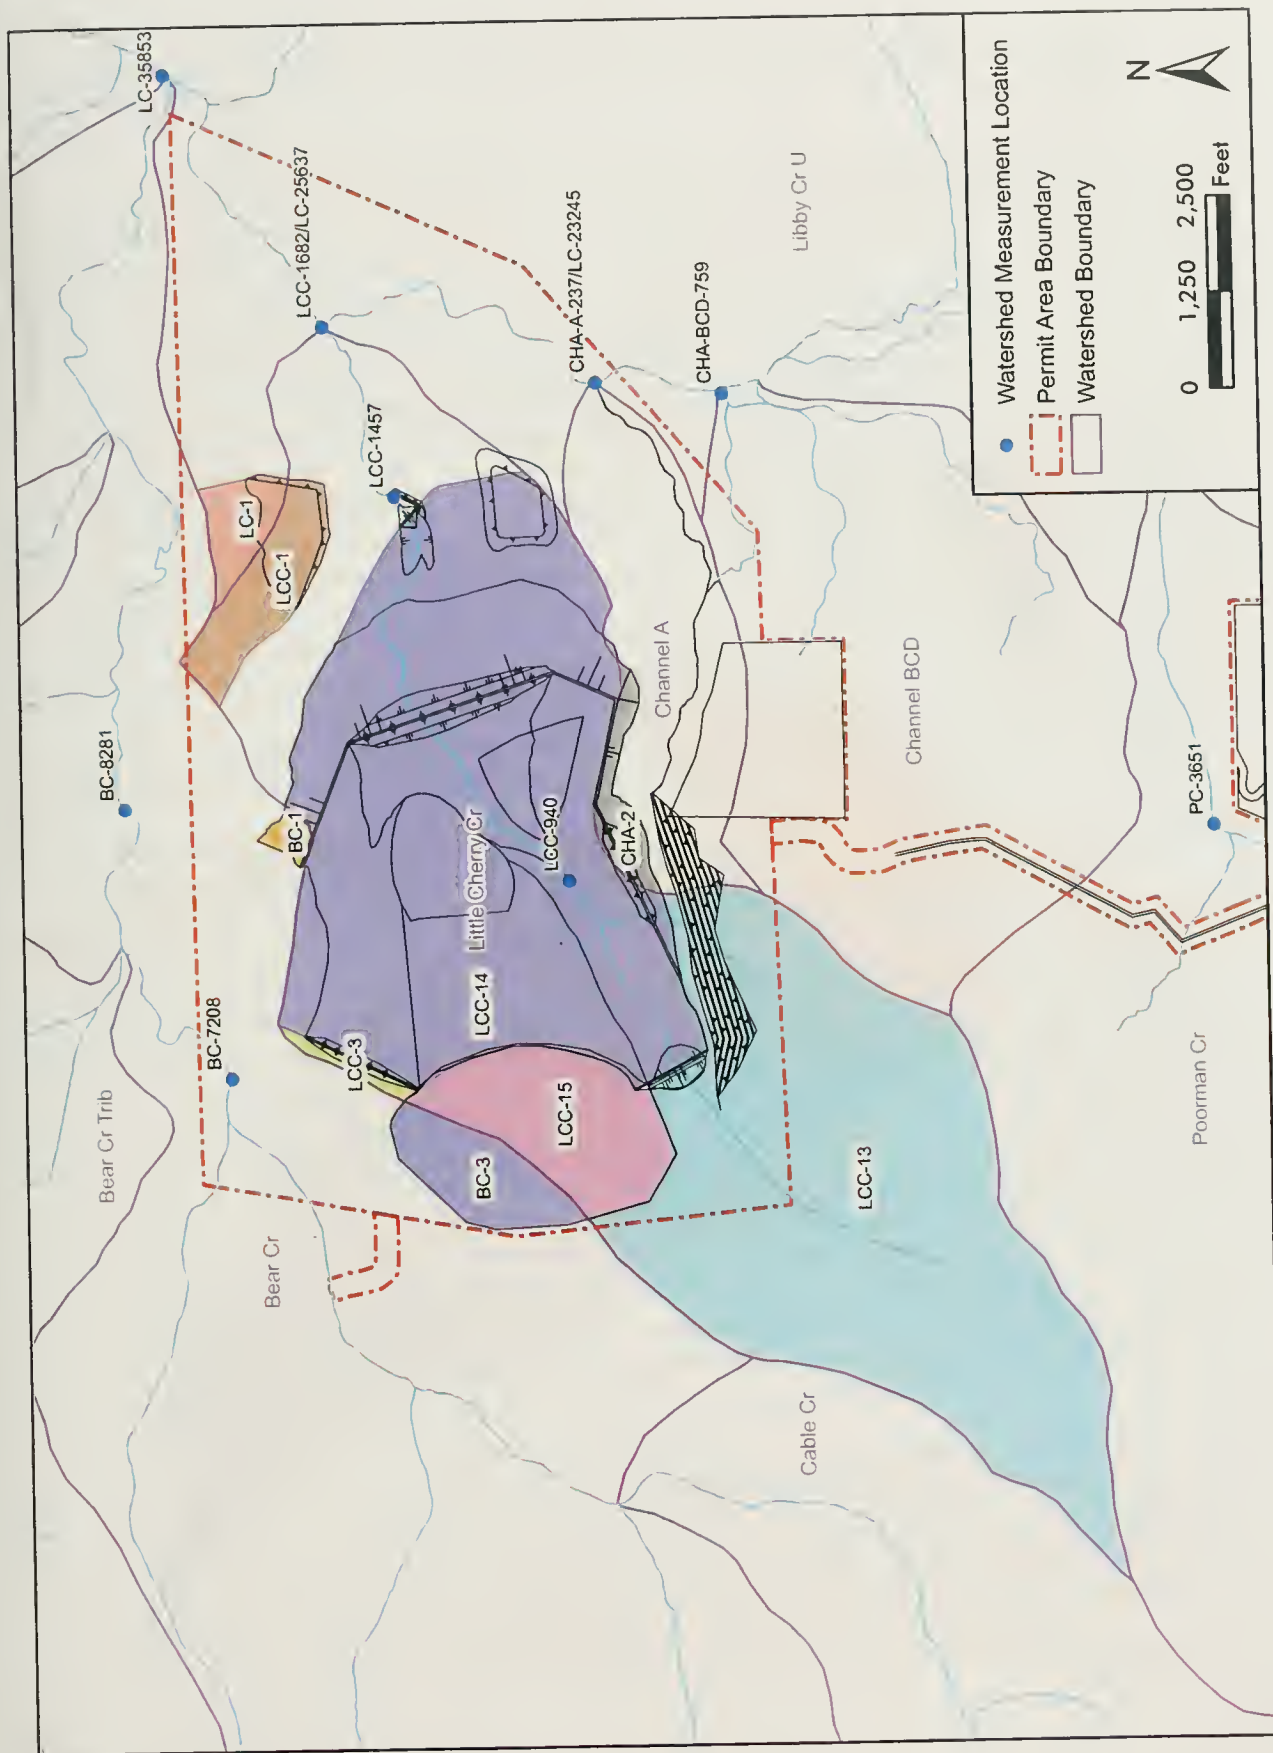 LC-35853
BC-8281
LCC-1682/LC-25637
LC-1
LCC-1
BC-7208
Bear Cr Trib
BC-1
LCC-1457
CHA-A-237/LC-23245
Libby Cr U
CHA-BCD-759
LCC-3
Little Cherry Cr
LCC-14
LCC-940
CHA-2
Channel A
Bear Cr
BC-3
LCC-15
Channel BCD
LCC-13
Cable Cr
Poorman Cr
PC-3651
Watershed Measurement Location
Permit Area Boundary
Watershed Boundary
N
0 1,250 2,500
Feet